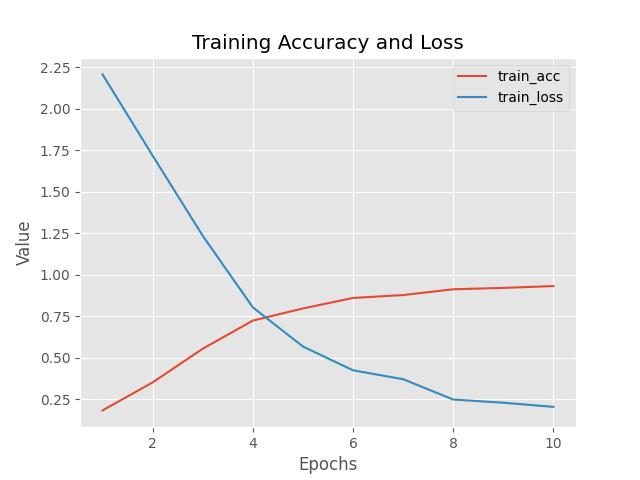 Training Accuracy and Loss
train_acc
train_loss
2.25
2.00
1.75
1.50
1.25
1.00
0.75
0.50
0.25
Value
2 4 6 8 10
Epochs